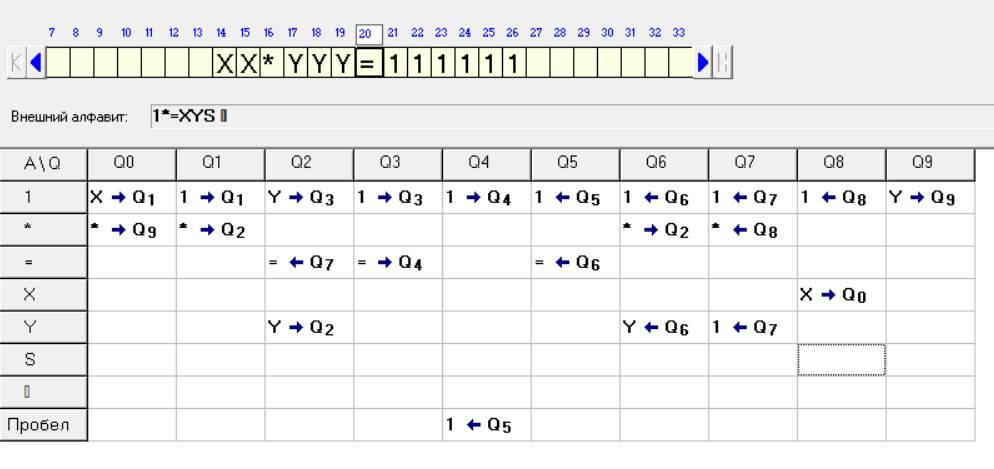 7 8 9 10 11 12 13 14 15 16 17 18 19 20 21 22 23 24 25 26 27 28 29 30 31 32 33
X X * Y Y Y = 1 1 1 1 1 1
Внешний алфавит: 1*=XYS ▯
A\Q Q0 Q1 Q2 Q3 Q4 Q5 Q6 Q7 Q8 Q9
1 X → Q1 1 → Q1 Y → Q3 1 → Q3 1 → Q4 1 ← Q5 1 ← Q6 1 ← Q7 1 ← Q8 Y → Q9
* * → Q9 * → Q2 * → Q2 * ← Q8
= = ← Q7 = → Q4 = ← Q6
X X → Q0
Y Y → Q2 Y ← Q6 1 ← Q7
S
▯
Пробел 1 ← Q5